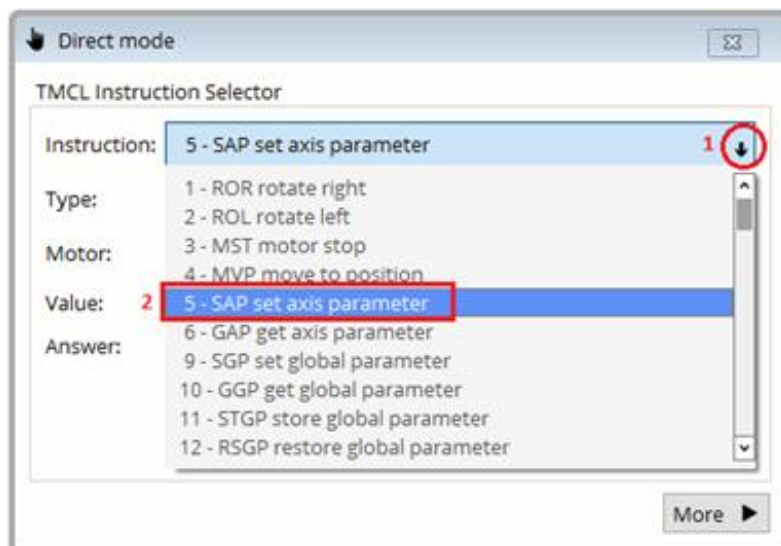 Direct mode
TMCL Instruction Selector
Instruction: 5 - SAP set axis parameter 1
Type: 1 - ROR rotate right
2 - ROL rotate left
Motor: 3 - MST motor stop
4 - MVP move to position
Value: 2 5 - SAP set axis parameter
Answer: 6 - GAP get axis parameter
9 - SGP set global parameter
10 - GGP get global parameter
11 - STGP store global parameter
12 - RSGP restore global parameter
More